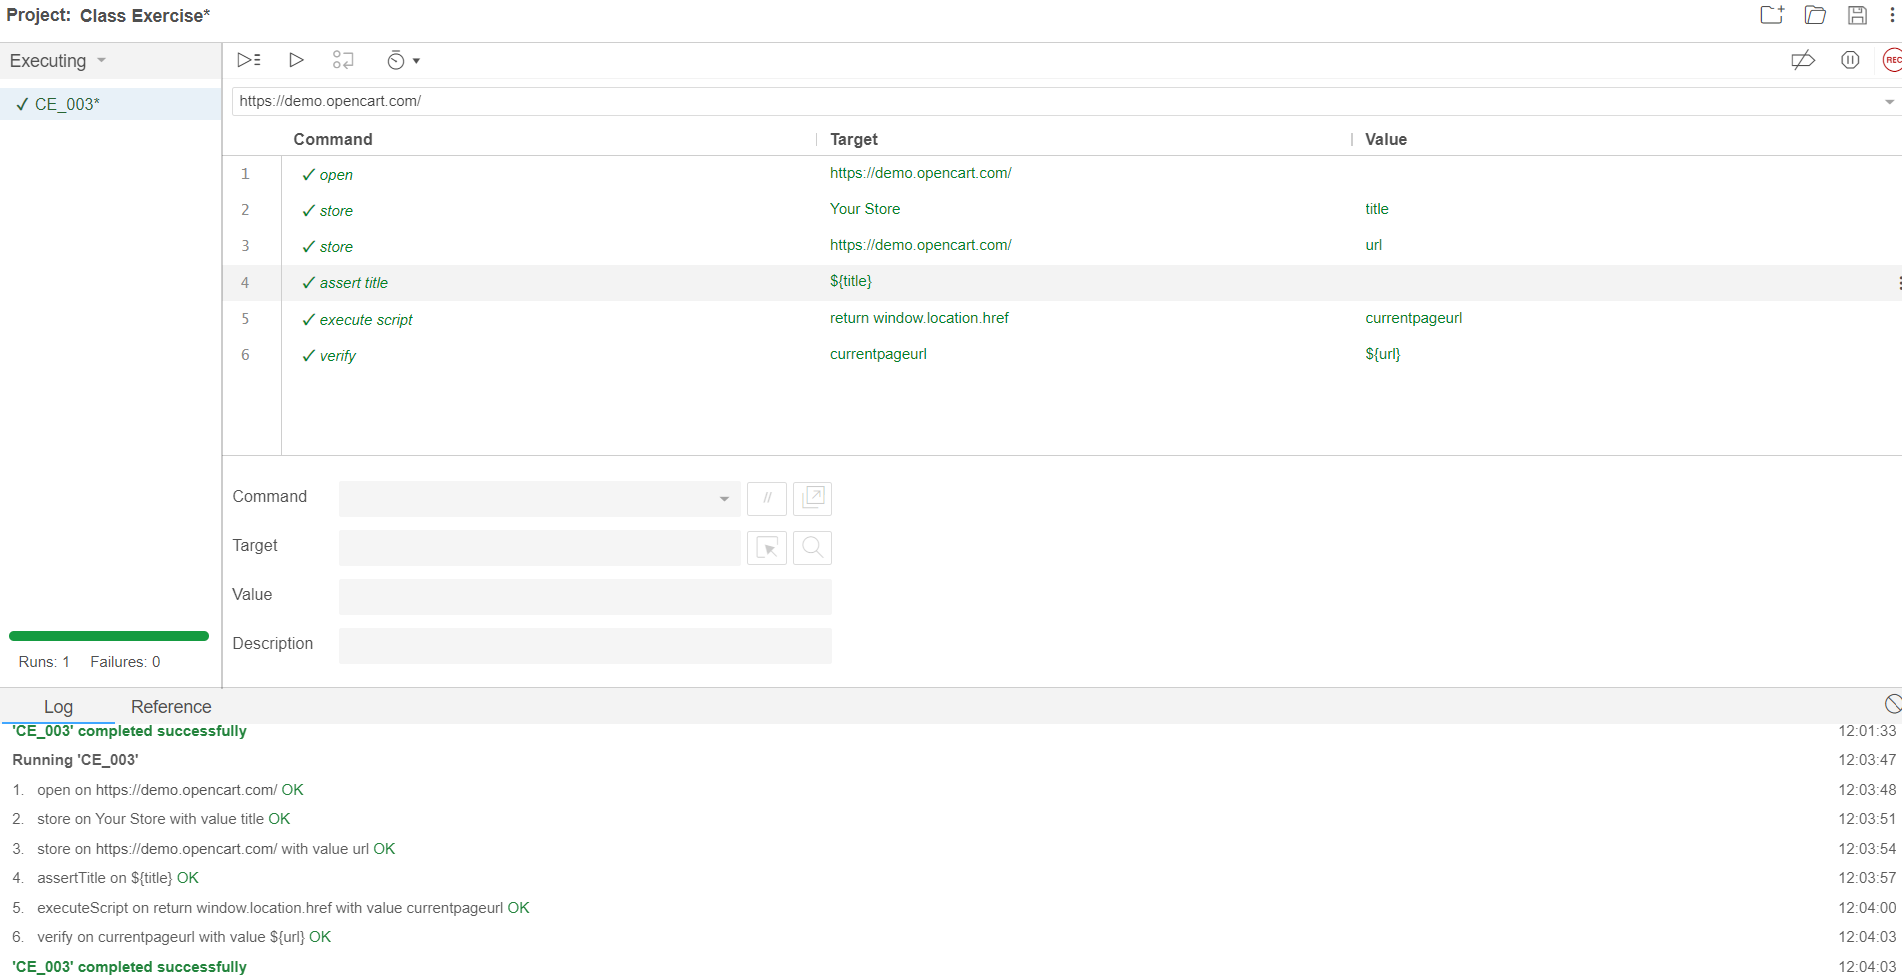 Project: Class Exercise*
Executing
REC
✓ CE_003*
https://demo.opencart.com/
Command Target Value
1 ✓ open https://demo.opencart.com/
2 ✓ store Your Store title
3 ✓ store https://demo.opencart.com/ url
4 ✓ assert title ${title}
5 ✓ execute script return window.location.href currentpageurl
6 ✓ verify currentpageurl ${url}
Command //
Target
Value
Description
Runs: 1 Failures: 0
Log Reference
'CE_003' completed successfully 12:01:33
Running 'CE_003' 12:03:47
1. open on https://demo.opencart.com/ OK 12:03:48
2. store on Your Store with value title OK 12:03:51
3. store on https://demo.opencart.com/ with value url OK 12:03:54
4. assertTitle on ${title} OK 12:03:57
5. executeScript on return window.location.href with value currentpageurl OK 12:04:00
6. verify on currentpageurl with value ${url} OK 12:04:03
'CE_003' completed successfully 12:04:03